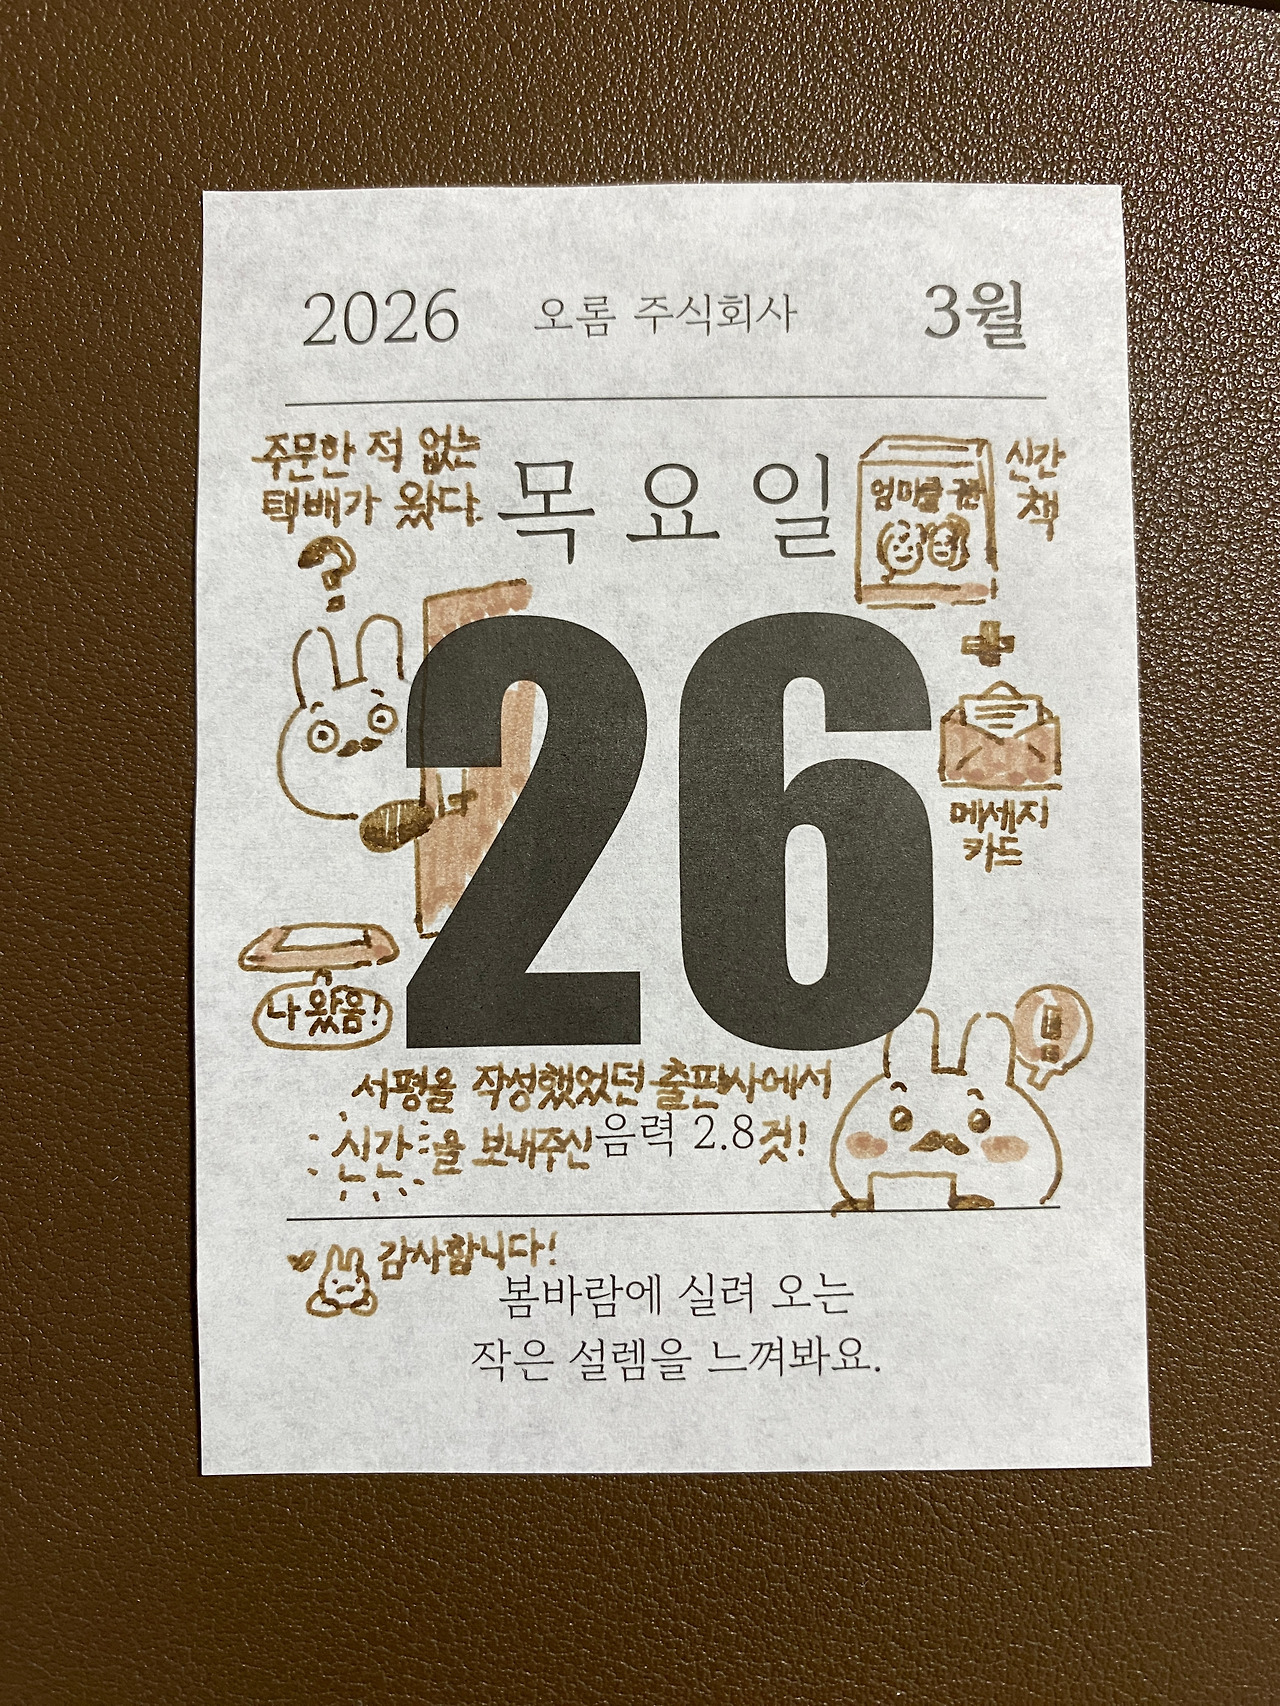 2026 오롬 주식회사 3월
주문한 적 없는
택배가 왔다.
?
목요일
신간
책
+
메세지
카드
26
나 왔음!
!
서평을 작성했었던 출판사에서
신간을 보내주신 것!
음력 2.8
감사합니다!
봄바람에 실려 오는
작은 설렘을 느껴봐요.